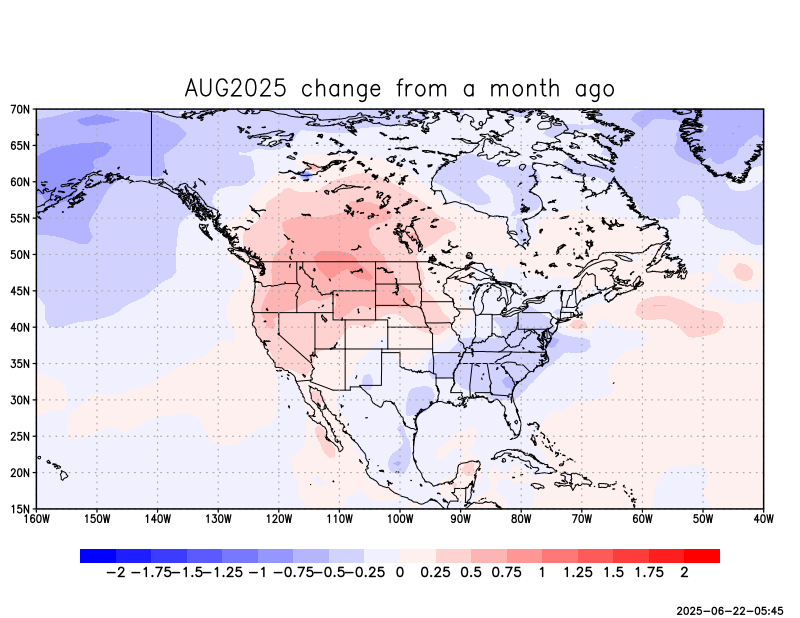 AUG2025 change from a month ago
70N
65N
60N
55N
50N
45N
40N
35N
30N
25N
20N
15N
160W 150W 140W 130W 120W 110W 100W 90W 80W 70W 60W 50W 40W
−2 −1.75 −1.5 −1.25 −1 −0.75 −0.5 −0.25 0 0.25 0.5 0.75 1 1.25 1.5 1.75 2
2025−06−22−05:45